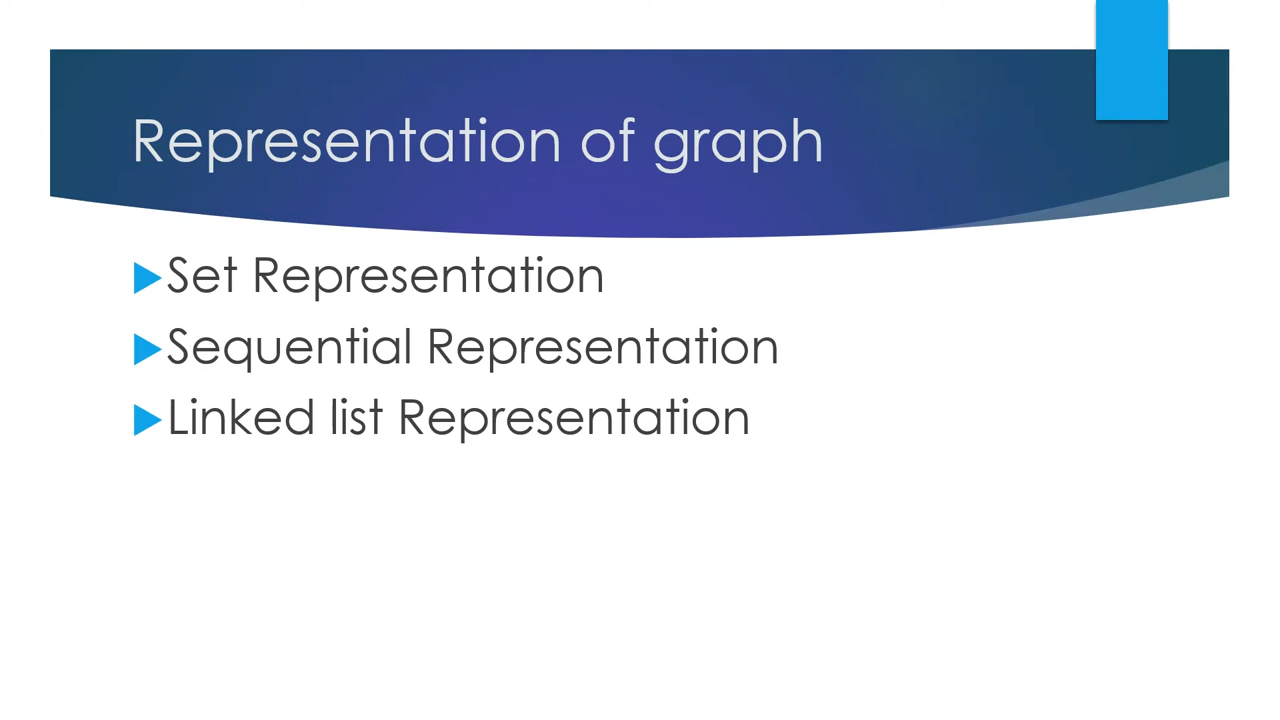 Representation of graph
Set Representation
Sequential Representation
Linked list Representation